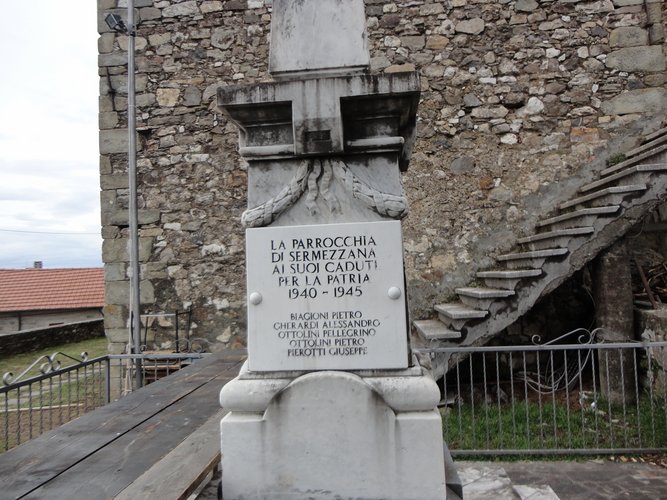 LA PARROCCHIA
DI SERMEZZANA
AI SUOI CADUTI
PER LA PATRIA
1940-1945
BIAGIONI PIETRO
GHERARDI ALESSANDRO
OTTOLINI PELLEGRINO
OTTOLINI PIETRO
PIEROTTI GIUSEPPE